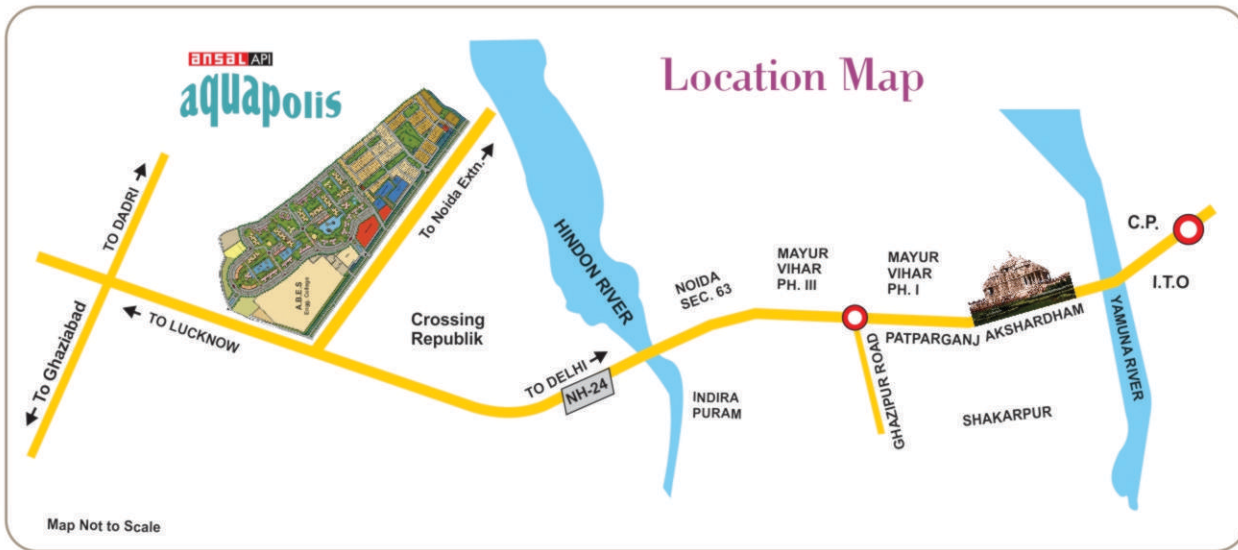 ansal API
aquapolis
Location Map
TO DADRI
To Ghaziabad
TO LUCKNOW
A.B.E.S
Engg. College
To Noida Extn.
Crossing
Republik
HINDON RIVER
TO DELHI
NH-24
INDIRA
PURAM
NOIDA
SEC. 63
MAYUR
VIHAR
PH. III
MAYUR
VIHAR
PH. I
GHAZIPUR ROAD
PATPARGANJ
AKSHARDHAM
SHAKARPUR
YAMUNA RIVER
C.P.
I.T.O
Map Not to Scale